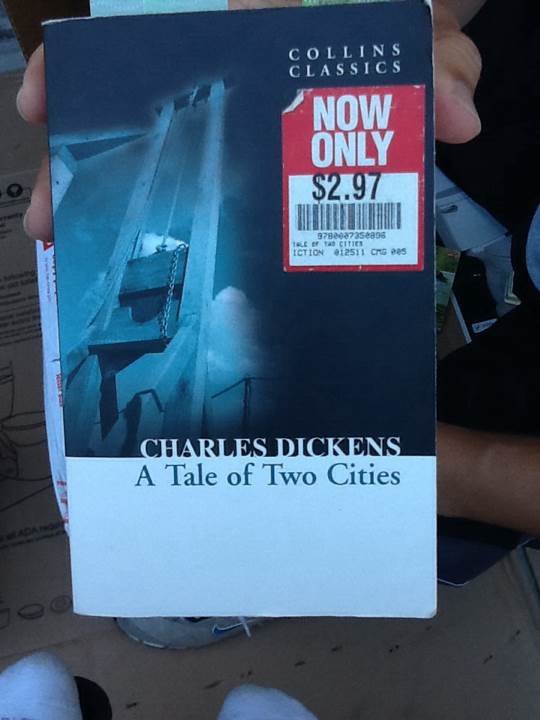 COLLINS
CLASSICS
NOW
ONLY
$2.97
9780007350896
TALE OF TWO CITIES
ICTION 012511 CMG 005
CHARLES DICKENS
A Tale of Two Cities